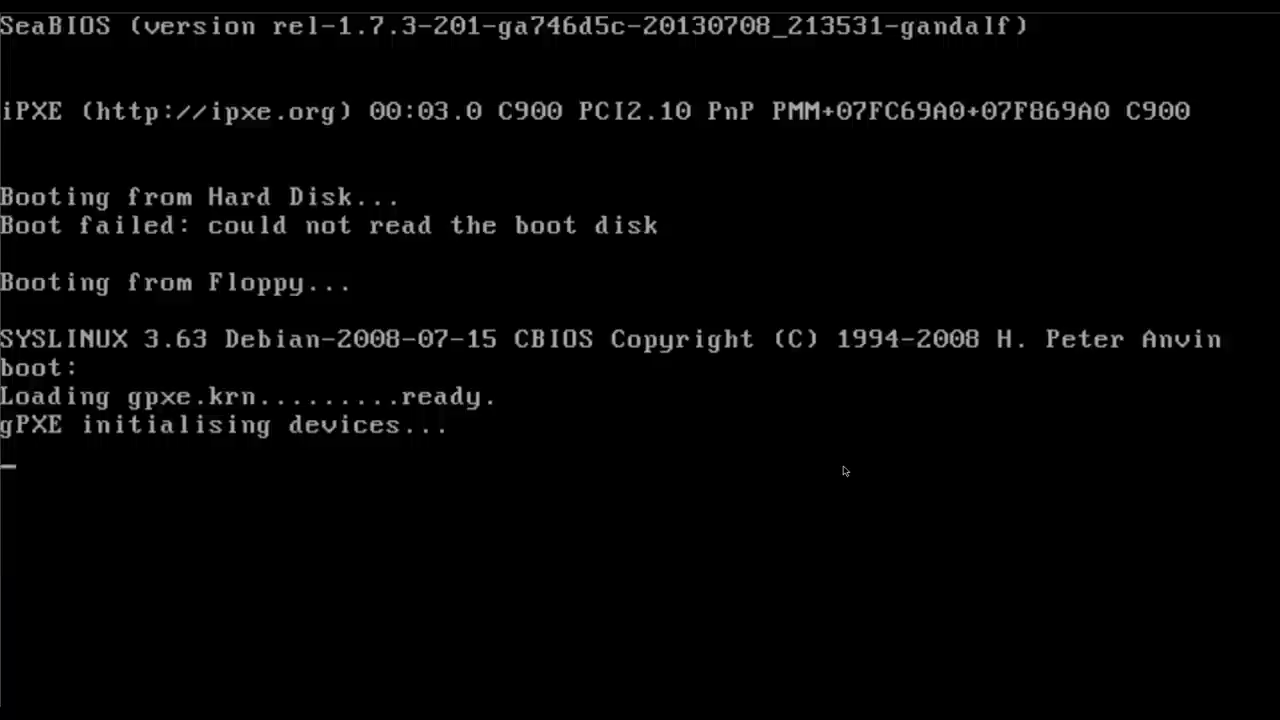 SeaBIOS (version rel-1.7.3-201-ga746d5c-20130708_213531-gandalf)
iPXE (http://ipxe.org) 00:03.0 C900 PCI2.10 PnP PMM+07FC69A0+07F869A0 C900
Booting from Hard Disk...
Boot failed: could not read the boot disk
Booting from Floppy...
SYSLINUX 3.63 Debian-2008-07-15 CBIOS Copyright (C) 1994-2008 H. Peter Anvin
boot:
Loading gpxe.krn.........ready.
gPXE initialising devices...